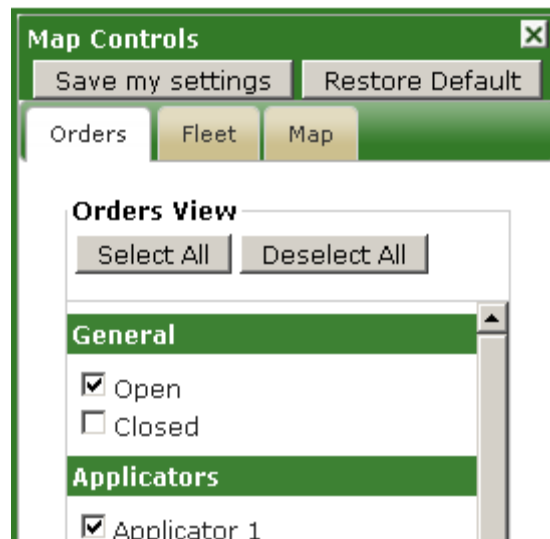 Map Controls
Save my settings Restore Default
Orders Fleet Map
Orders View
Select All Deselect All
General
Open
Closed
Applicators
Applicator 1